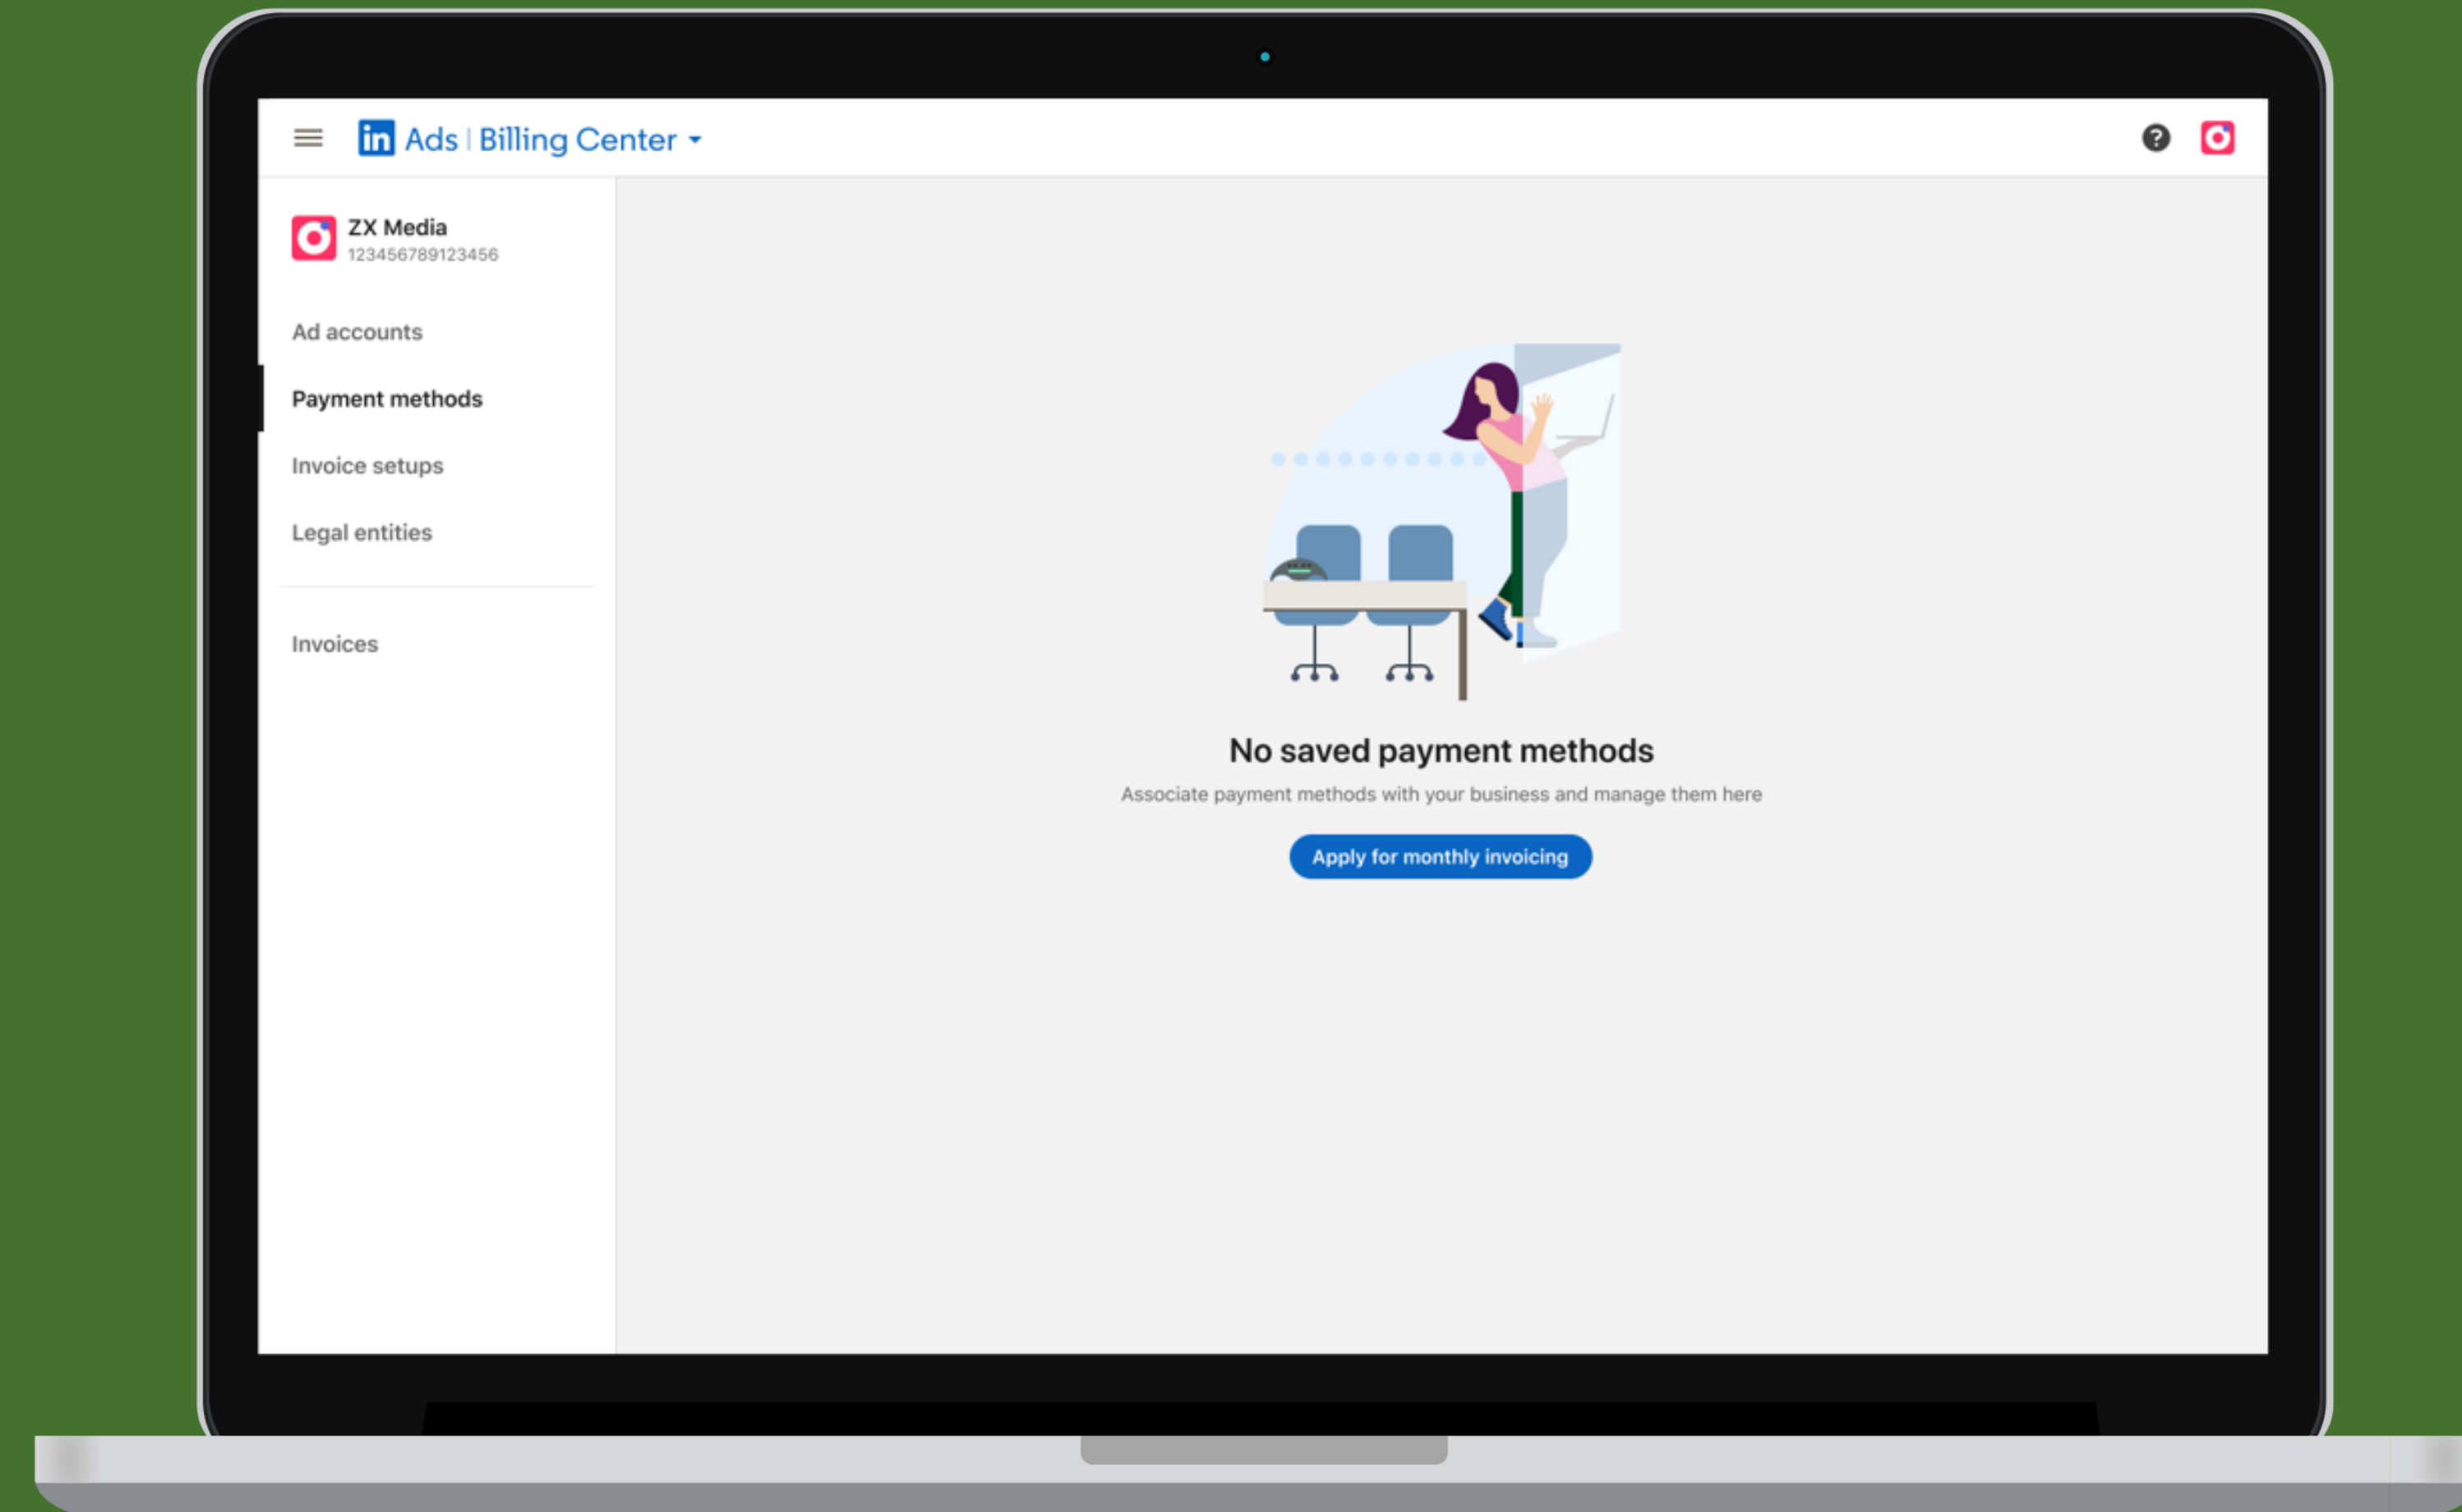 in Ads | Billing Center
ZX Media
123456789123456
Ad accounts
Payment methods
Invoice setups
Legal entities
Invoices
No saved payment methods
Associate payment methods with your business and manage them here
Apply for monthly invoicing